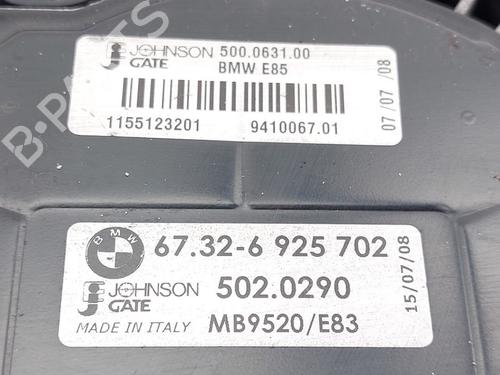 JOHNSON 500.0631.00
GATE BMW E85
1155123201 9410067.01
07/07/08
BMW 67.32-6 925 702
JOHNSON 502.0290
GATE
MADE IN ITALY MB9520/E83
15/07/08
B-PARTS